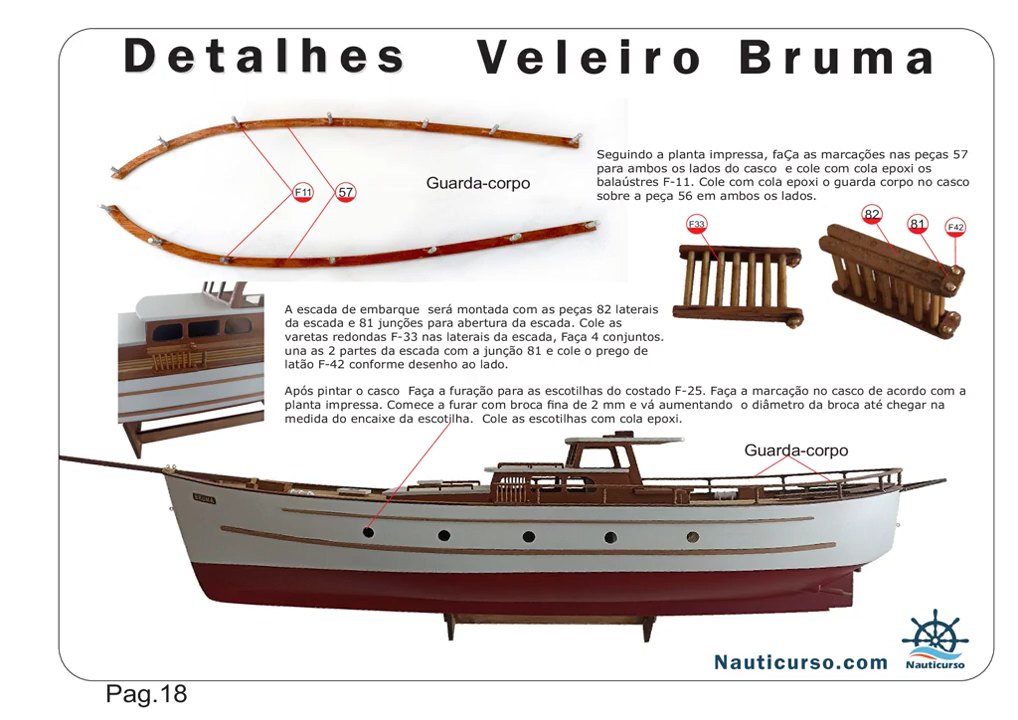 Detalhes Veleiro Bruma
Seguindo a planta impressa, faÇa as marcações nas peças 57
para ambos os lados do casco e cole com cola epoxi os
balaústres F-11. Cole com cola epoxi o guarda corpo no casco
sobre a peça 56 em ambos os lados.
Guarda-corpo
F11
57
F33
82
81
F42
A escada de embarque será montada com as peças 82 laterais
da escada e 81 junções para abertura da escada. Cole as
varetas redondas F-33 nas laterais da escada, Faça 4 conjuntos.
una as 2 partes da escada com a junção 81 e cole o prego de
latão F-42 conforme desenho ao lado.
Após pintar o casco Faça a furação para as escotilhas do costado F-25. Faça a marcação no casco de acordo com a
planta impressa. Comece a furar com broca fina de 2 mm e vá aumentando o diâmetro da broca até chegar na
medida do encaixe da escotilha. Cole as escotilhas com cola epoxi.
Guarda-corpo
BRUMA
Nauticurso.com
Nauticurso
Pag.18